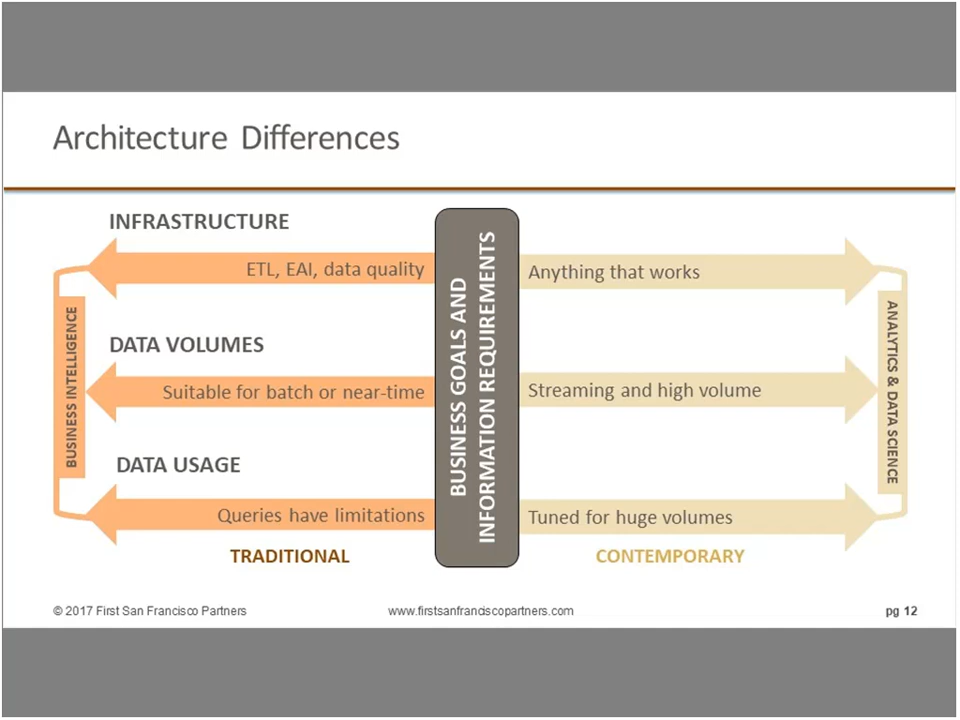 Architecture Differences
INFRASTRUCTURE
ETL, EAI, data quality
Anything that works
DATA VOLUMES
Suitable for batch or near-time
Streaming and high volume
DATA USAGE
Queries have limitations
Tuned for huge volumes
BUSINESS INTELLIGENCE
BUSINESS GOALS AND
INFORMATION REQUIREMENTS
ANALYTICS & DATA SCIENCE
TRADITIONAL
CONTEMPORARY
© 2017 First San Francisco Partners
www.firstsanfranciscopartners.com
pg 12